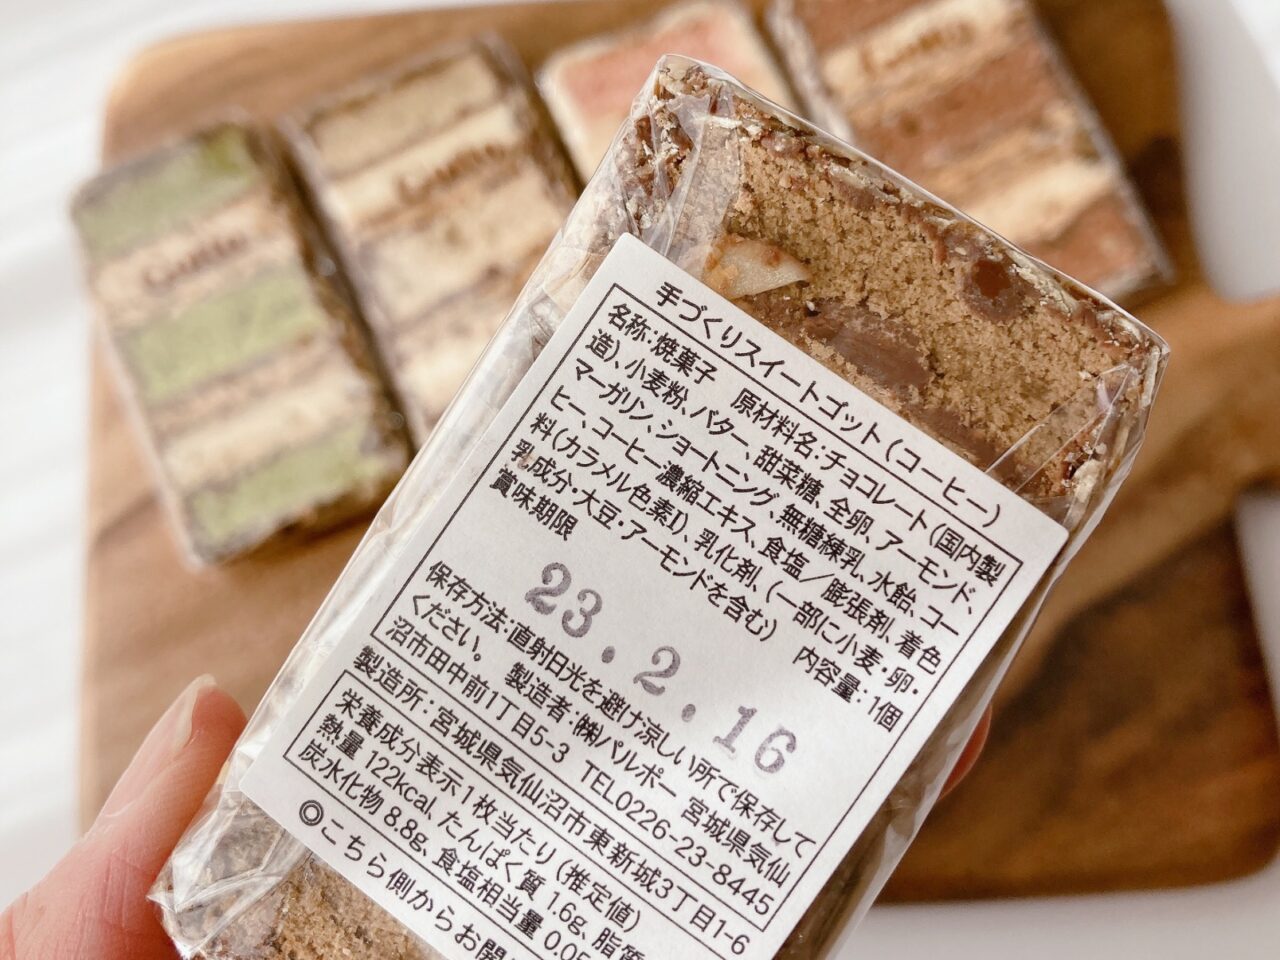 手づくりスイートゴット(コーヒー)
名称:焼菓子 原材料名:チョコレート(国内製
造)、小麦粉、バター、甜菜糖、全卵、アーモンド、
マーガリン、ショートニング、無糖練乳、水飴、コー
ヒー、コーヒー濃縮エキス、食塩/膨張剤、着色
料(カラメル色素I)、乳化剤、(一部に小麦・卵・
乳成分・大豆・アーモンドを含む) 内容量:1個
賞味期限
23.2.16
保存方法:直射日光を避け涼しい所で保存して
ください。 製造者:㈱パルポー 宮城県気仙
沼市田中前1丁目5-3 TEL0226-23-8445
製造所:宮城県気仙沼市東新城3丁目1-6
栄養成分表示1枚当たり(推定値)
熱量 122kcal、たんぱく質 1.6g、脂質
炭水化物 8.8g、食塩相当量 0.05
◎こちら側からお開